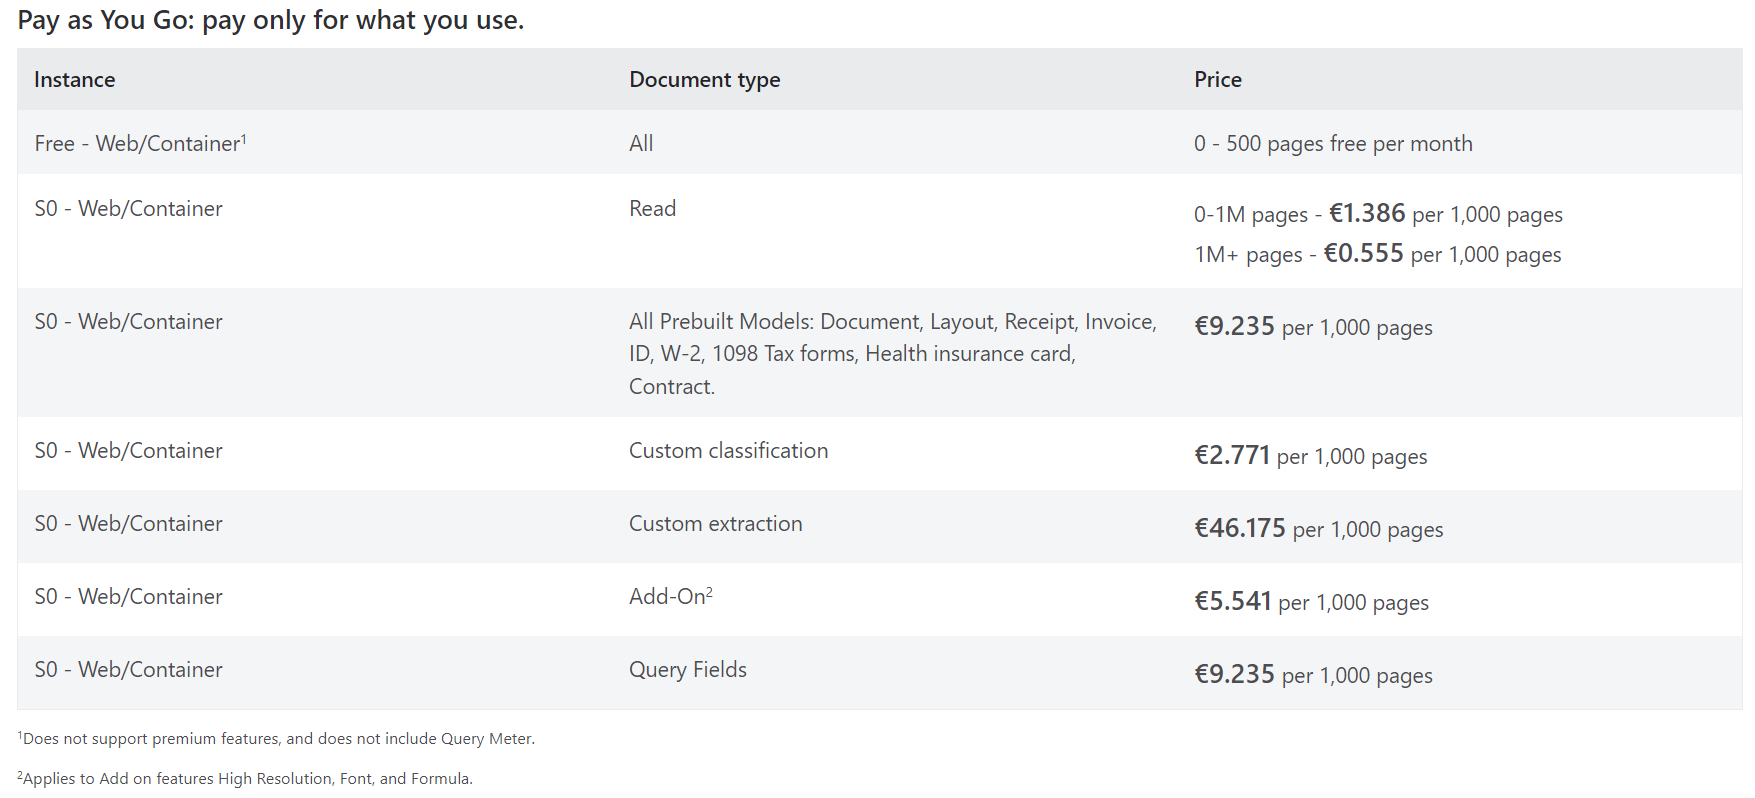 Pay as You Go: pay only for what you use.
Instance Document type Price
Free - Web/Container¹ All 0 - 500 pages free per month
S0 - Web/Container Read 0-1M pages - €1.386 per 1,000 pages
1M+ pages - €0.555 per 1,000 pages
S0 - Web/Container All Prebuilt Models: Document, Layout, Receipt, Invoice, €9.235 per 1,000 pages
ID, W-2, 1098 Tax forms, Health insurance card,
Contract.
S0 - Web/Container Custom classification €2.771 per 1,000 pages
S0 - Web/Container Custom extraction €46.175 per 1,000 pages
S0 - Web/Container Add-On² €5.541 per 1,000 pages
S0 - Web/Container Query Fields €9.235 per 1,000 pages
¹Does not support premium features, and does not include Query Meter.
²Applies to Add on features High Resolution, Font, and Formula.